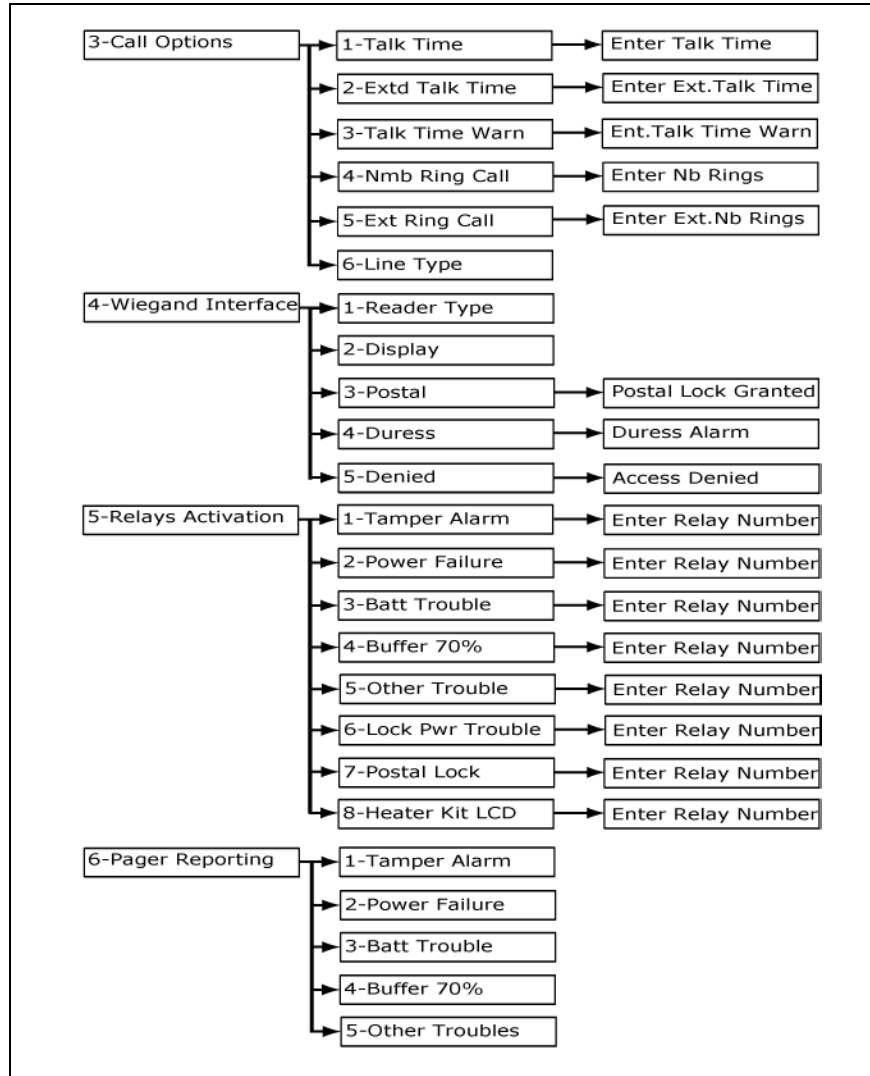 3-Call Options
1-Talk Time
Enter Talk Time
2-Extd Talk Time
Enter Ext.Talk Time
3-Talk Time Warn
Ent.Talk Time Warn
4-Nmb Ring Call
Enter Nb Rings
5-Ext Ring Call
Enter Ext.Nb Rings
6-Line Type
4-Wiegand Interface
1-Reader Type
2-Display
3-Postal
Postal Lock Granted
4-Duress
Duress Alarm
5-Denied
Access Denied
5-Relays Activation
1-Tamper Alarm
Enter Relay Number
2-Power Failure
Enter Relay Number
3-Batt Trouble
Enter Relay Number
4-Buffer 70%
Enter Relay Number
5-Other Trouble
Enter Relay Number
6-Lock Pwr Trouble
Enter Relay Number
7-Postal Lock
Enter Relay Number
8-Heater Kit LCD
Enter Relay Number
6-Pager Reporting
1-Tamper Alarm
2-Power Failure
3-Batt Trouble
4-Buffer 70%
5-Other Troubles